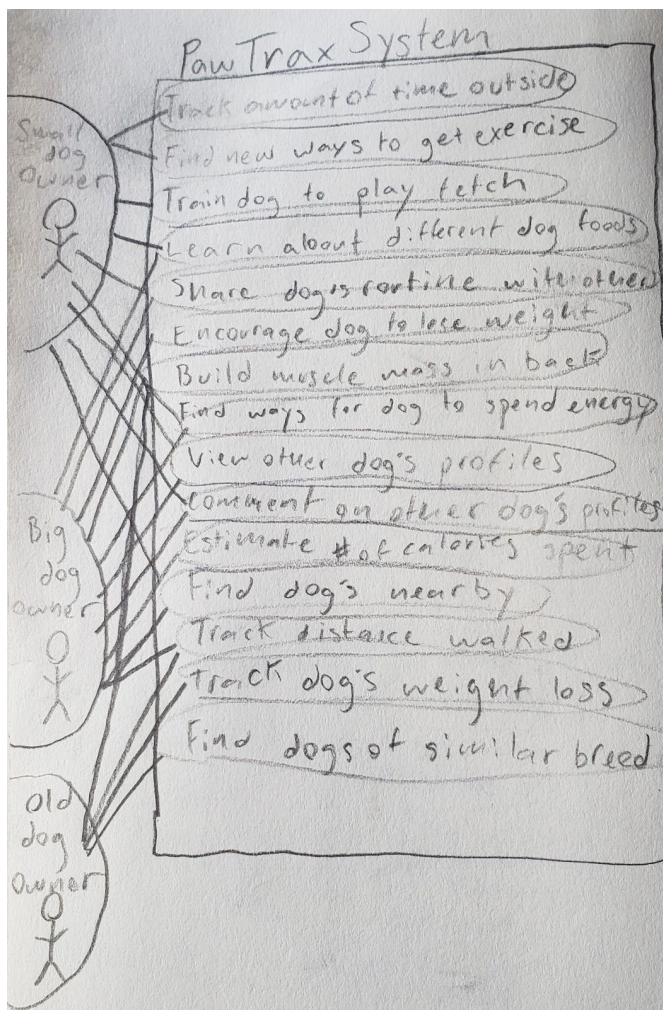 PawTrax System
Small
dog
Owner
Track amount of time outside
Find new ways to get exercise
Train dog to play fetch
Learn about different dog foods
Share dog's routine with other
Encourage dog to lose weight
Build muscle mass in back
Find ways for dog to spend energy
View other dog's profiles
Comment on other dog's profiles
Estimate # of calories spent
Find dog's nearby
Track distance walked
Track dog's weight loss
Find dogs of similar breed
Big
dog
owner
Old
dog
Owner